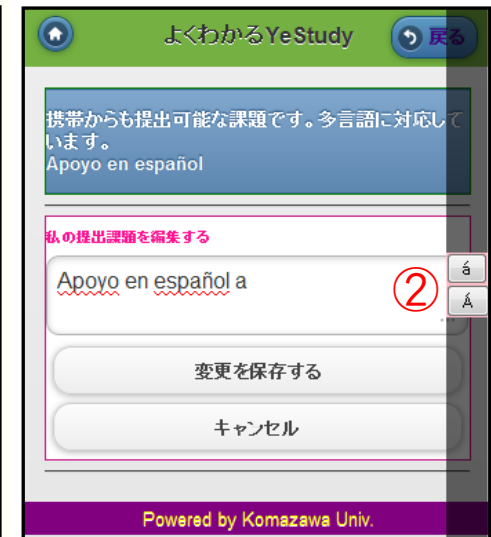 よくわかるYeStudy
戻る
携帯からも提出可能な課題です。多言語に対応して
います。
Apoyo en español
私の提出課題を編集する
Apoyo en español a
②
á
Á
変更を保存する
キャンセル
Powered by Komazawa Univ.